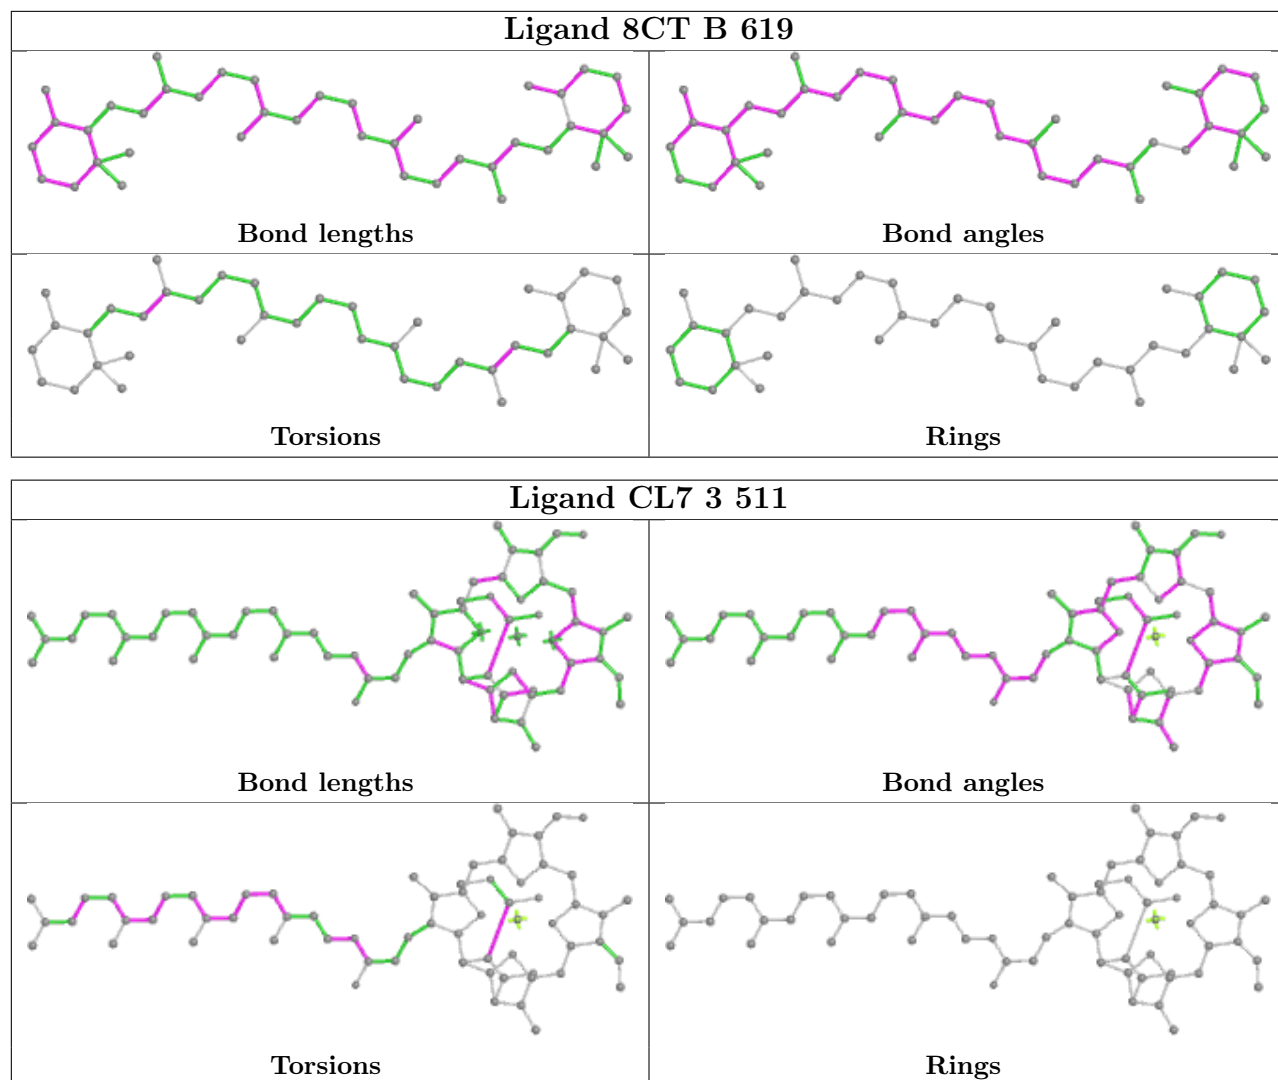 Ligand 8CT B 619
Bond lengths
Bond angles
Torsions
Rings
Ligand CL7 3 511
Bond lengths
Bond angles
Torsions
Rings